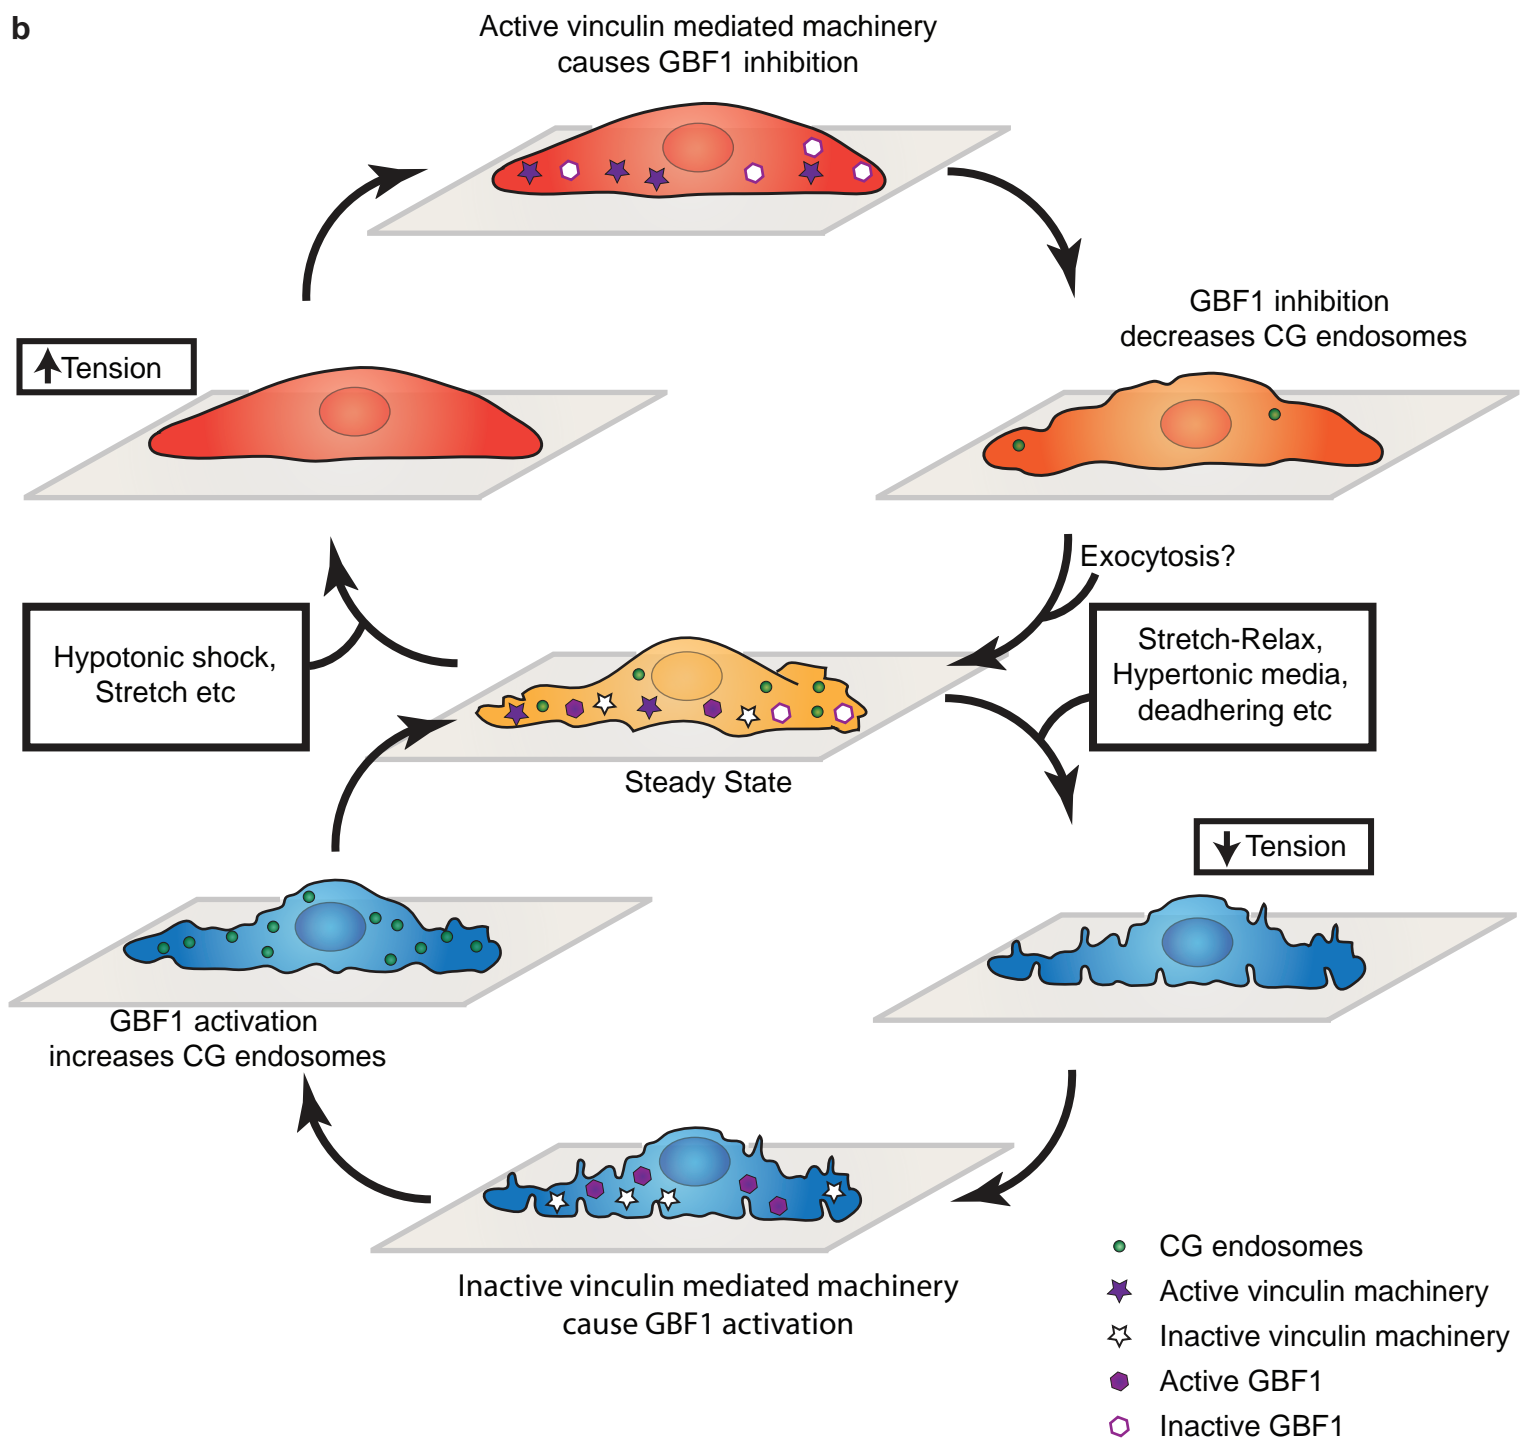 b
Active vinculin mediated machinery
causes GBF1 inhibition
GBF1 inhibition
decreases CG endosomes
Tension
Exocytosis?
Hypotonic shock,
Stretch etc
Stretch-Relax,
Hypertonic media,
deadhering etc
Steady State
Tension
GBF1 activation
increases CG endosomes
Inactive vinculin mediated machinery
cause GBF1 activation
CG endosomes
Active vinculin machinery
Inactive vinculin machinery
Active GBF1
Inactive GBF1